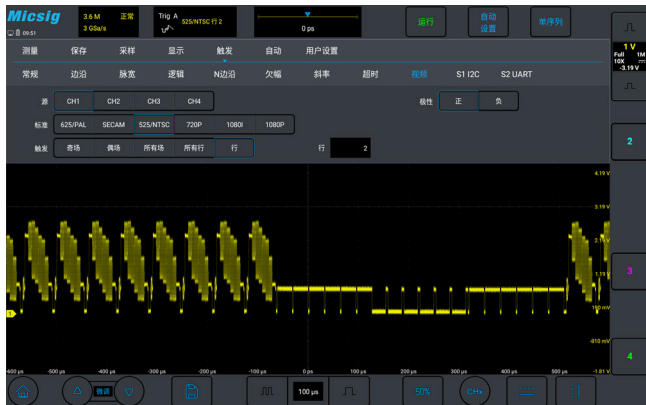 Micsig
09:51
3.6 M 正常
3 GSa/s
Trig A 525/NTSC 行 2
0 ps
运行
自动设置
单序列
测量 保存 采样 显示 触发 自动 用户设置
常规 边沿 脉宽 逻辑 N边沿 欠幅 斜率 超时 视频 S1 I2C S2 UART
源 CH1 CH2 CH3 CH4 极性 正 负
标准 625/PAL SECAM 525/NTSC 720P 1080I 1080P
触发 奇场 偶场 所有场 所有行 行 行 2
1 V
Full 1M
10X
-3.19 V
2
3
4
4.19 V
3.19 V
2.19 V
1.19 V
190 mV
-810 mV
-1.81 V
1
-600 μs -500 μs -400 μs -300 μs -200 μs -100 μs 0 ps 100 μs 200 μs 300 μs 400 μs 500 μs
微调 100 μs 50% CH